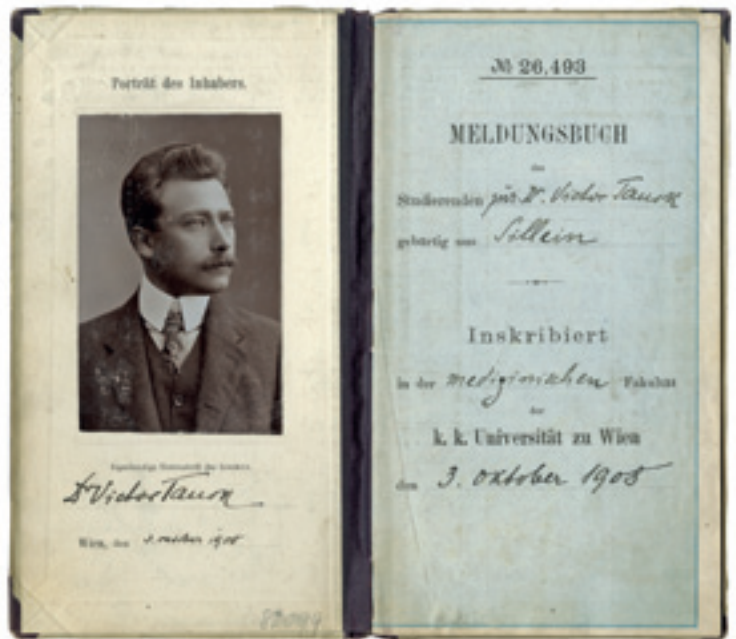 Porträt des Inhabers.
Dr Victor Tausk
Wien, den 3. Oktober 1908
№ 26,493
MELDUNGSBUCH
des
Studierenden jur. Dr. Victor Tausk
gebürtig aus Sillein
Inskribiert
in der medizinischen Fakultät
der
k. k. Universität zu Wien
den 3. Oktober 1908